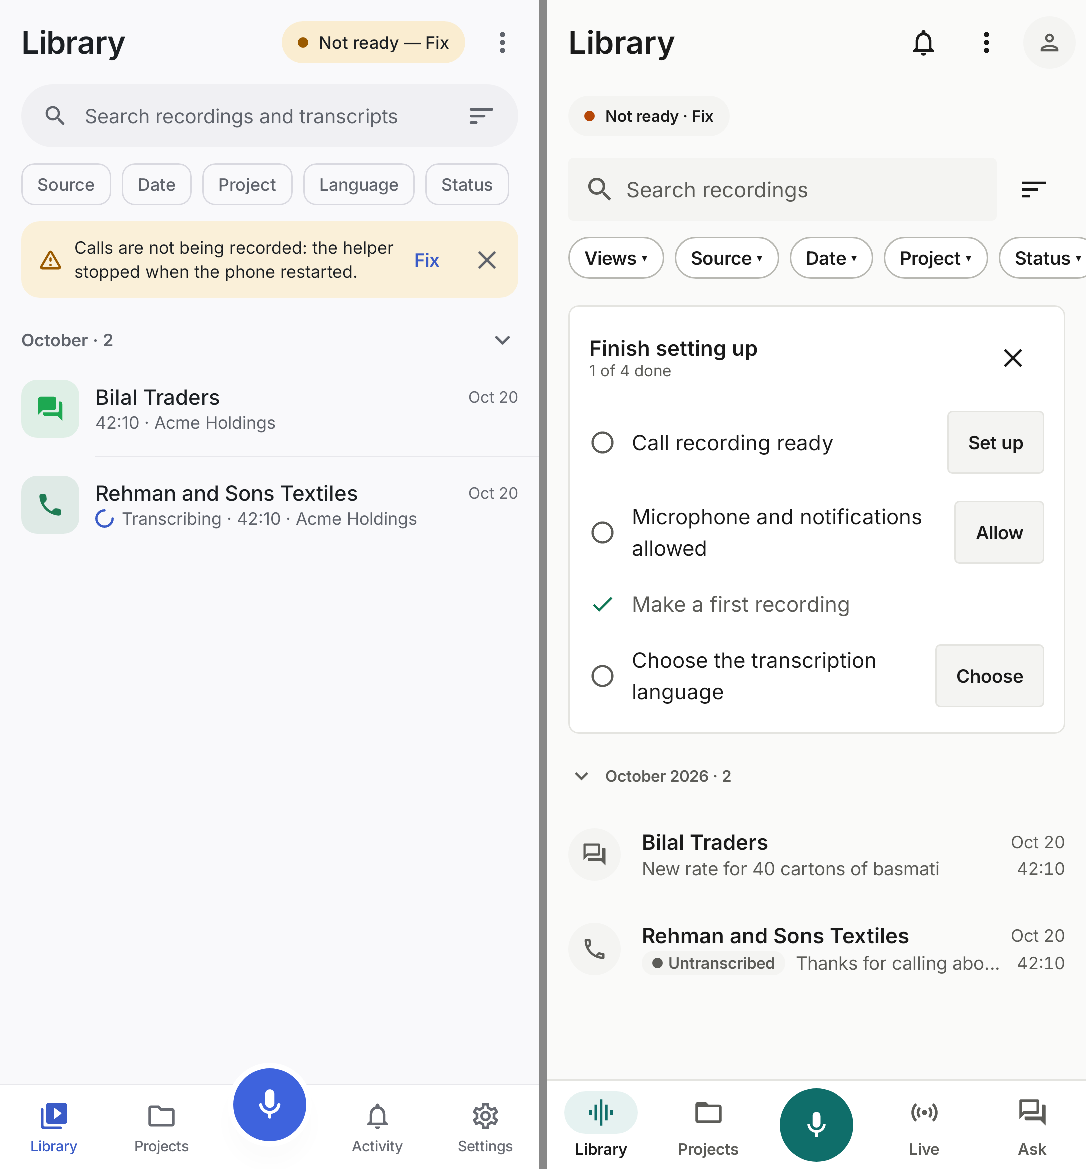 Library
Not ready — Fix
Search recordings and transcripts
Source
Date
Project
Language
Status
Calls are not being recorded: the helper
stopped when the phone restarted.
Fix
October · 2
Bilal Traders
Oct 20
42:10 · Acme Holdings
Rehman and Sons Textiles
Oct 20
Transcribing · 42:10 · Acme Holdings
Library
Projects
Activity
Settings
Library
Not ready · Fix
Search recordings
Views
Source
Date
Project
Status
Finish setting up
1 of 4 done
Call recording ready
Set up
Microphone and notifications
allowed
Allow
Make a first recording
Choose the transcription
language
Choose
October 2026 · 2
Bilal Traders
Oct 20
New rate for 40 cartons of basmati
42:10
Rehman and Sons Textiles
Oct 20
Untranscribed
Thanks for calling abo...
42:10
Library
Projects
Live
Ask